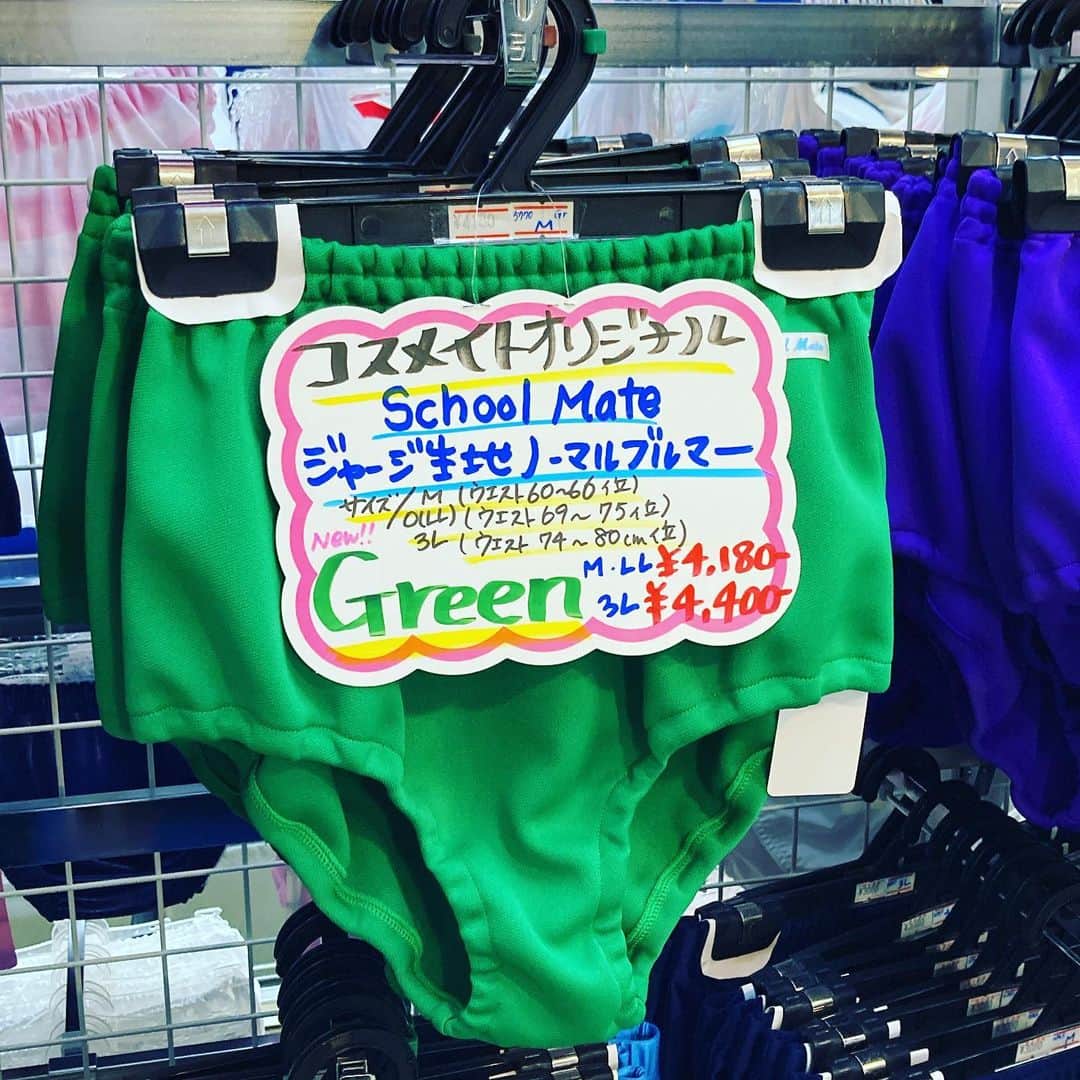 3990 M
コスメイトオリジナル
School Mate
l Mate
ジャージ生地ノーマルブルマー
サイズ/M(ウエスト60～66位)
/O(LL)(ウエスト69～75位)
3L(ウエスト74～80cm位)
New!!
Green
M・LL ¥4,180-
3L ¥4,400-